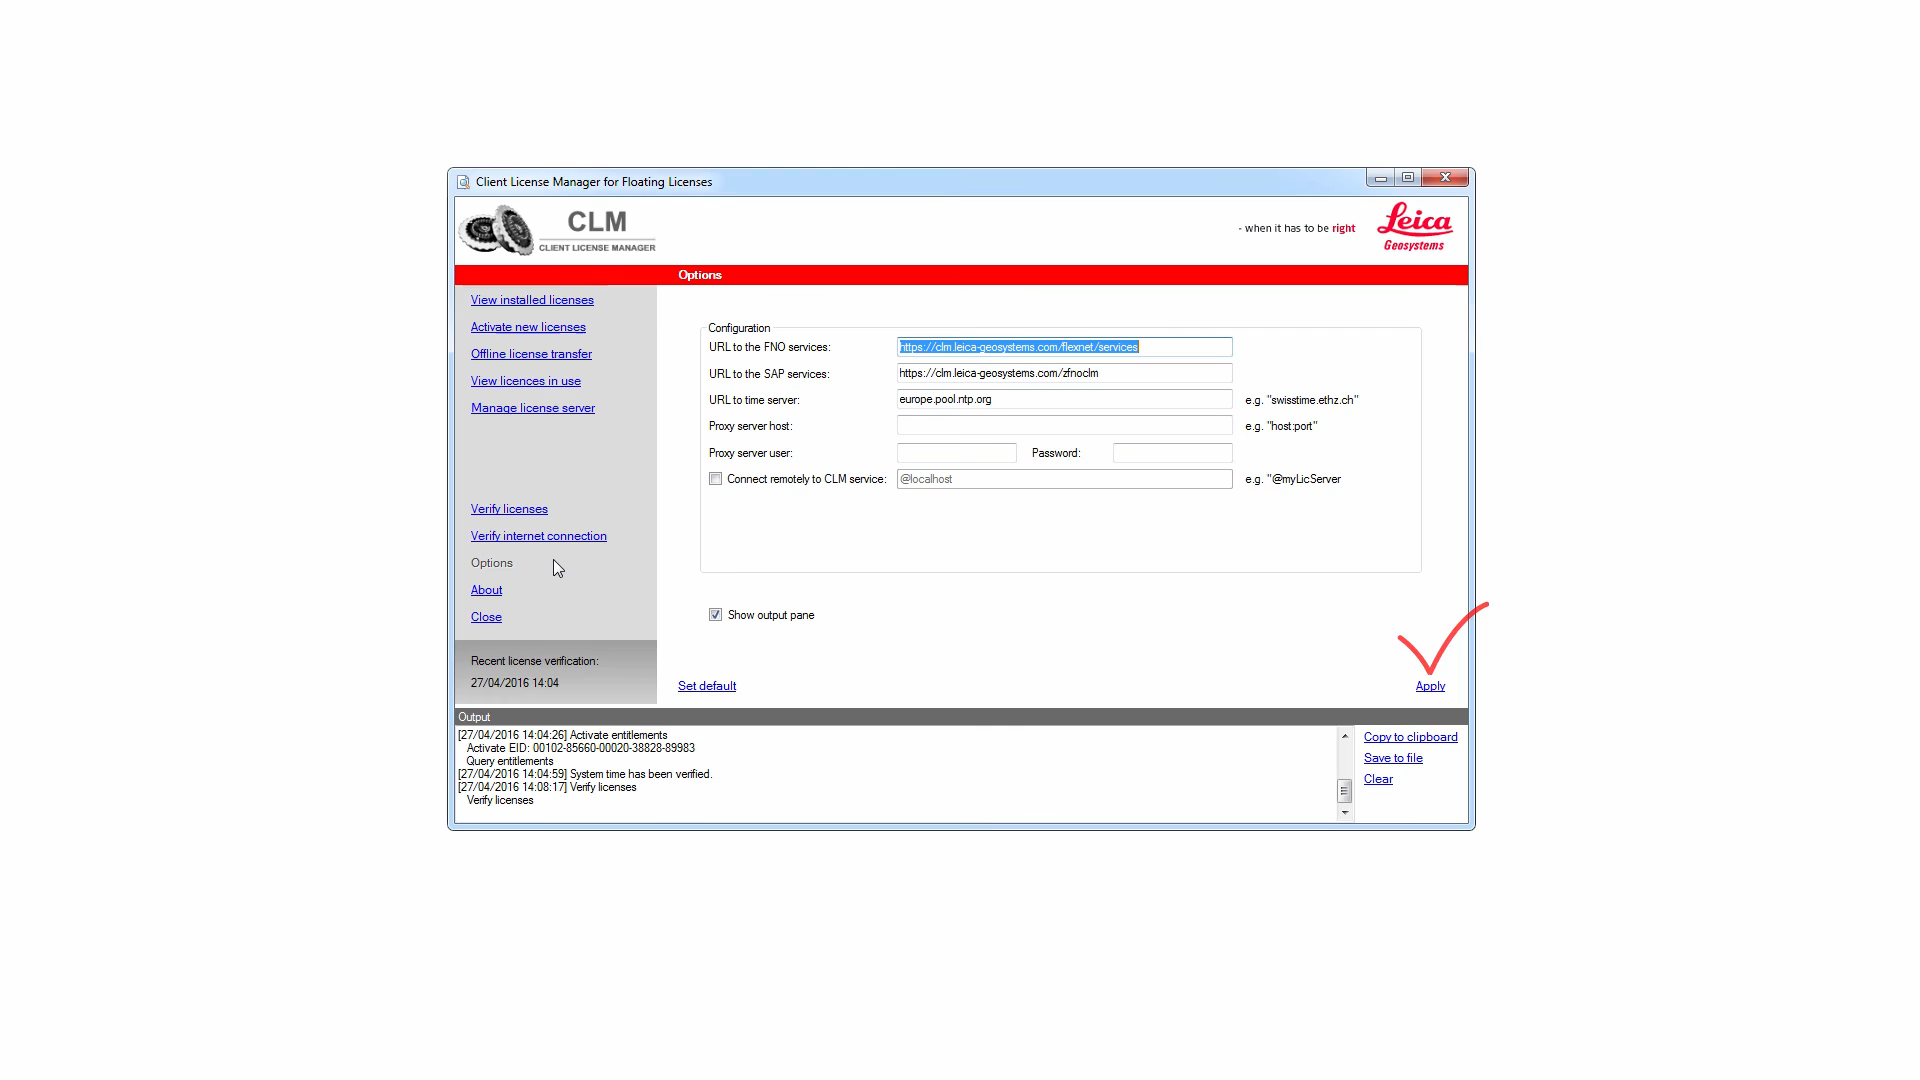 Client License Manager for Floating Licenses
CLM
CLIENT LICENSE MANAGER
- when it has to be right
Leica
Geosystems
Options
View installed licenses
Activate new licenses
Offline license transfer
View licences in use
Manage license server
Verify licenses
Verify internet connection
Options
About
Close
Recent license verification:
27/04/2016 14:04
Configuration
URL to the FNO services: https://clm.leica-geosystems.com/flexnet/services
URL to the SAP services: https://clm.leica-geosystems.com/zfnoclm
URL to time server: europe.pool.ntp.org e.g. "swisstime.ethz.ch"
Proxy server host: e.g. "host:port"
Proxy server user: Password:
Connect remotely to CLM service: @localhost e.g. "@myLicServer
Show output pane
Set default Apply
Output
[27/04/2016 14:04:26] Activate entitlements
Activate EID: 00102-85660-00020-38828-89983
Query entitlements
[27/04/2016 14:04:59] System time has been verified.
[27/04/2016 14:08:17] Verify licenses
Verify licenses
Copy to clipboard
Save to file
Clear